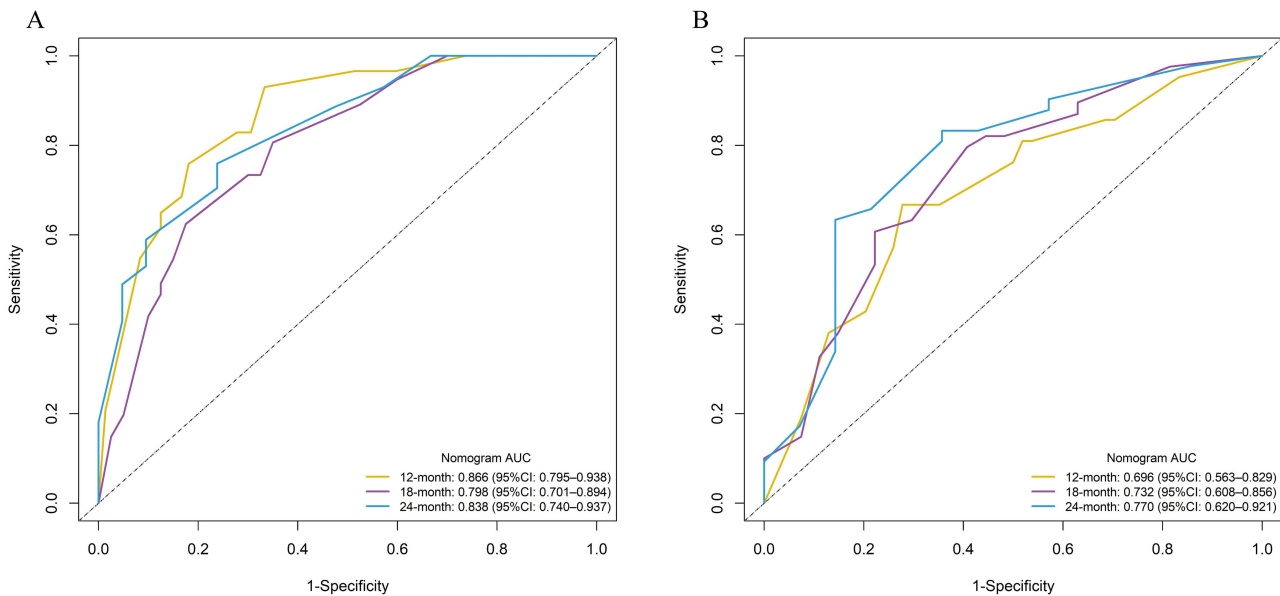 A
Sensitivity
1.0
0.8
0.6
0.4
0.2
0.0
Nomogram AUC
12-month: 0.866 (95%CI: 0.795–0.938)
18-month: 0.798 (95%CI: 0.701–0.894)
24-month: 0.838 (95%CI: 0.740–0.937)
0.0 0.2 0.4 0.6 0.8 1.0
1-Specificity
B
Sensitivity
1.0
0.8
0.6
0.4
0.2
0.0
Nomogram AUC
12-month: 0.696 (95%CI: 0.563–0.829)
18-month: 0.732 (95%CI: 0.608–0.856)
24-month: 0.770 (95%CI: 0.620–0.921)
0.0 0.2 0.4 0.6 0.8 1.0
1-Specificity